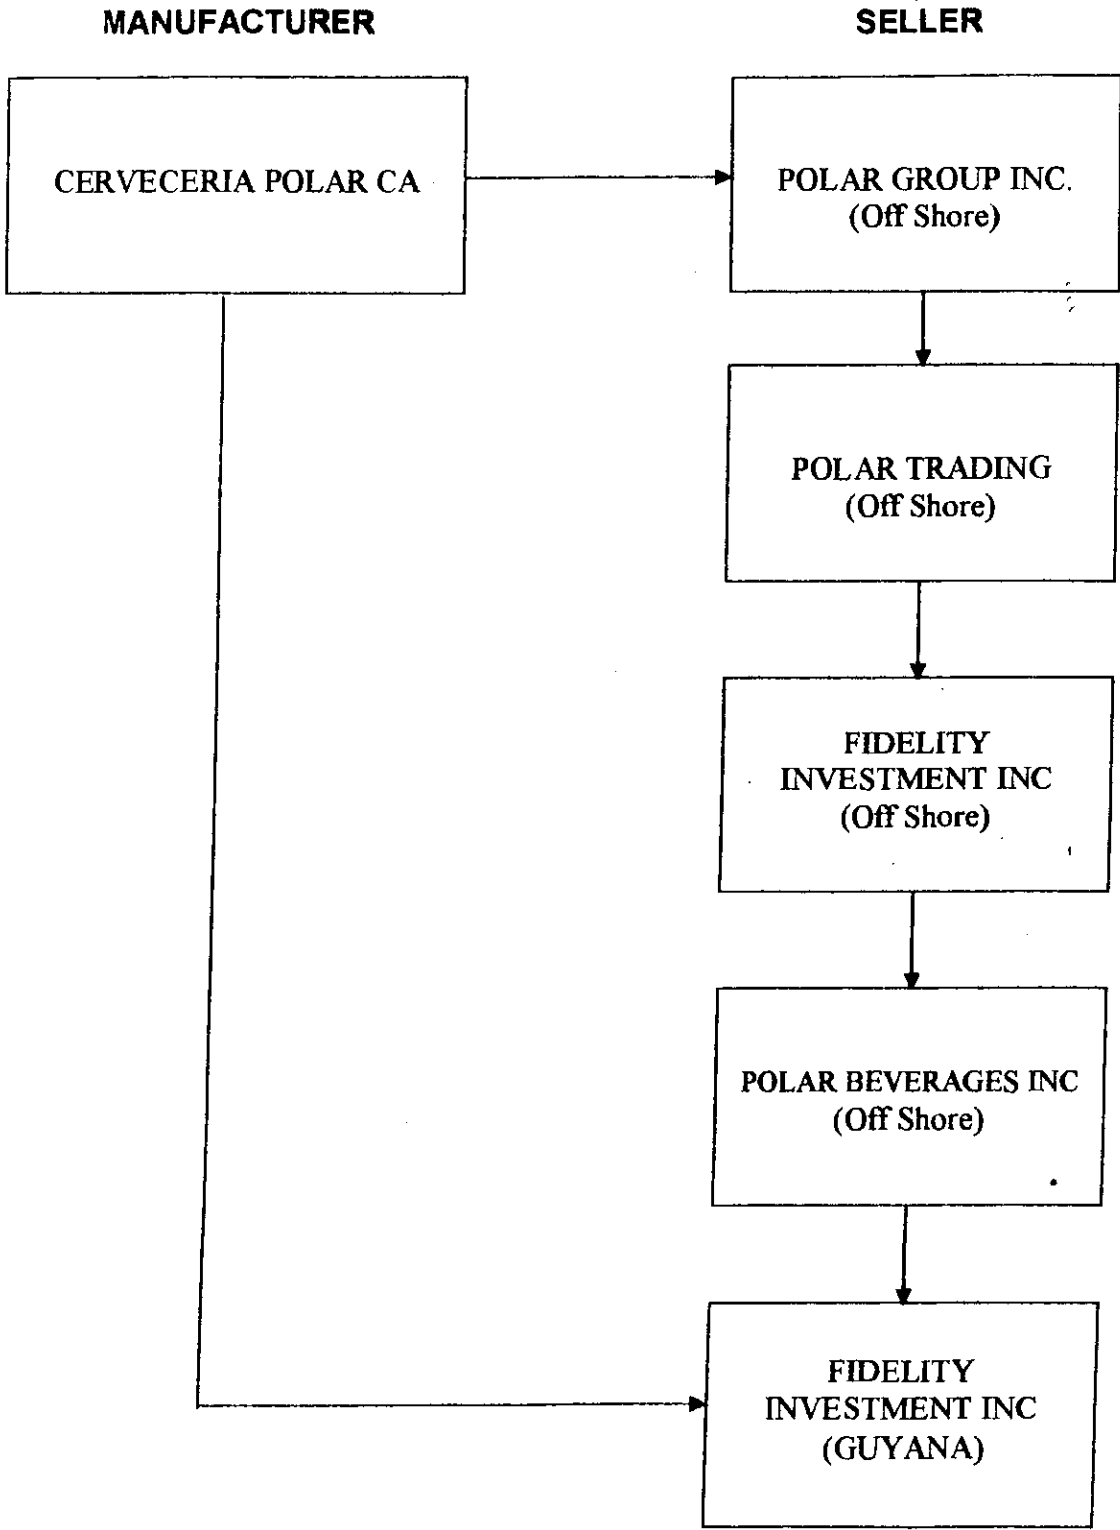 MANUFACTURER
SELLER
CERVECERIA POLAR CA
POLAR GROUP INC.
(Off Shore)
POLAR TRADING
(Off Shore)
FIDELITY
INVESTMENT INC
(Off Shore)
POLAR BEVERAGES INC
(Off Shore)
FIDELITY
INVESTMENT INC
(GUYANA)